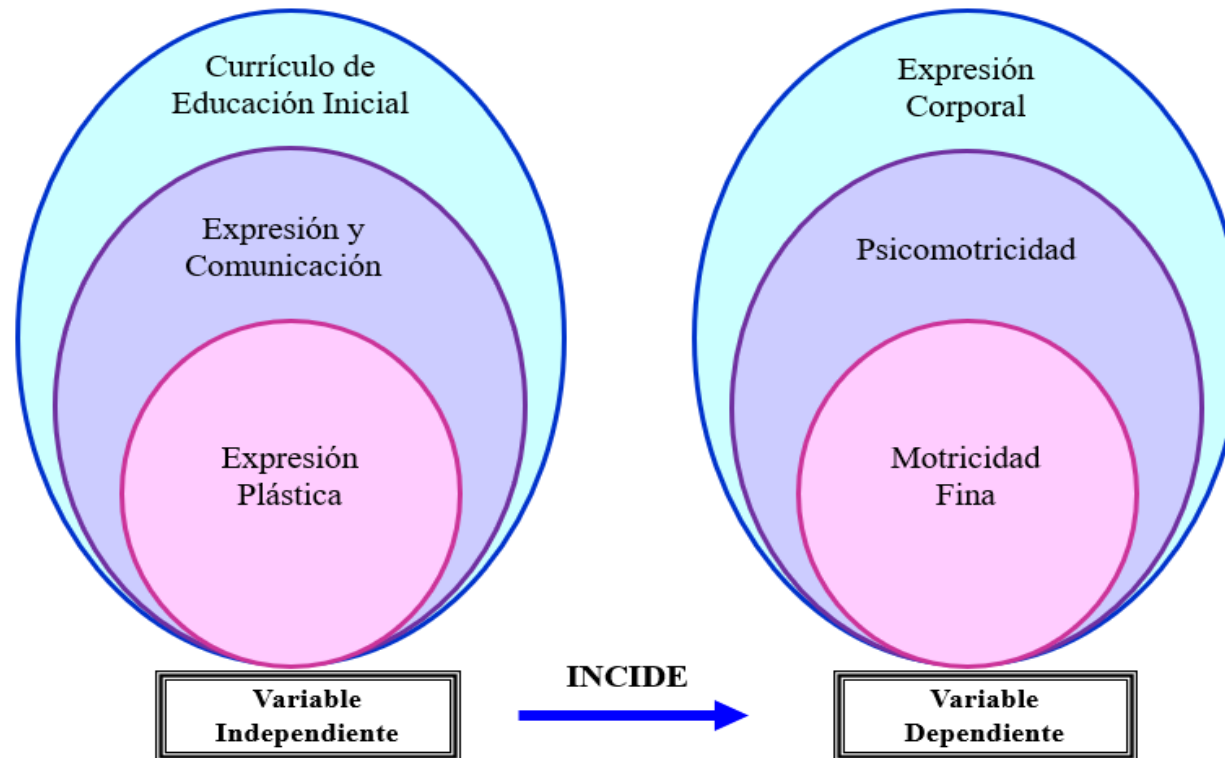 Currículo de
Educación Inicial
Expresión y
Comunicación
Expresión
Plástica
Variable
Independiente
INCIDE
Expresión
Corporal
Psicomotricidad
Motricidad
Fina
Variable
Dependiente